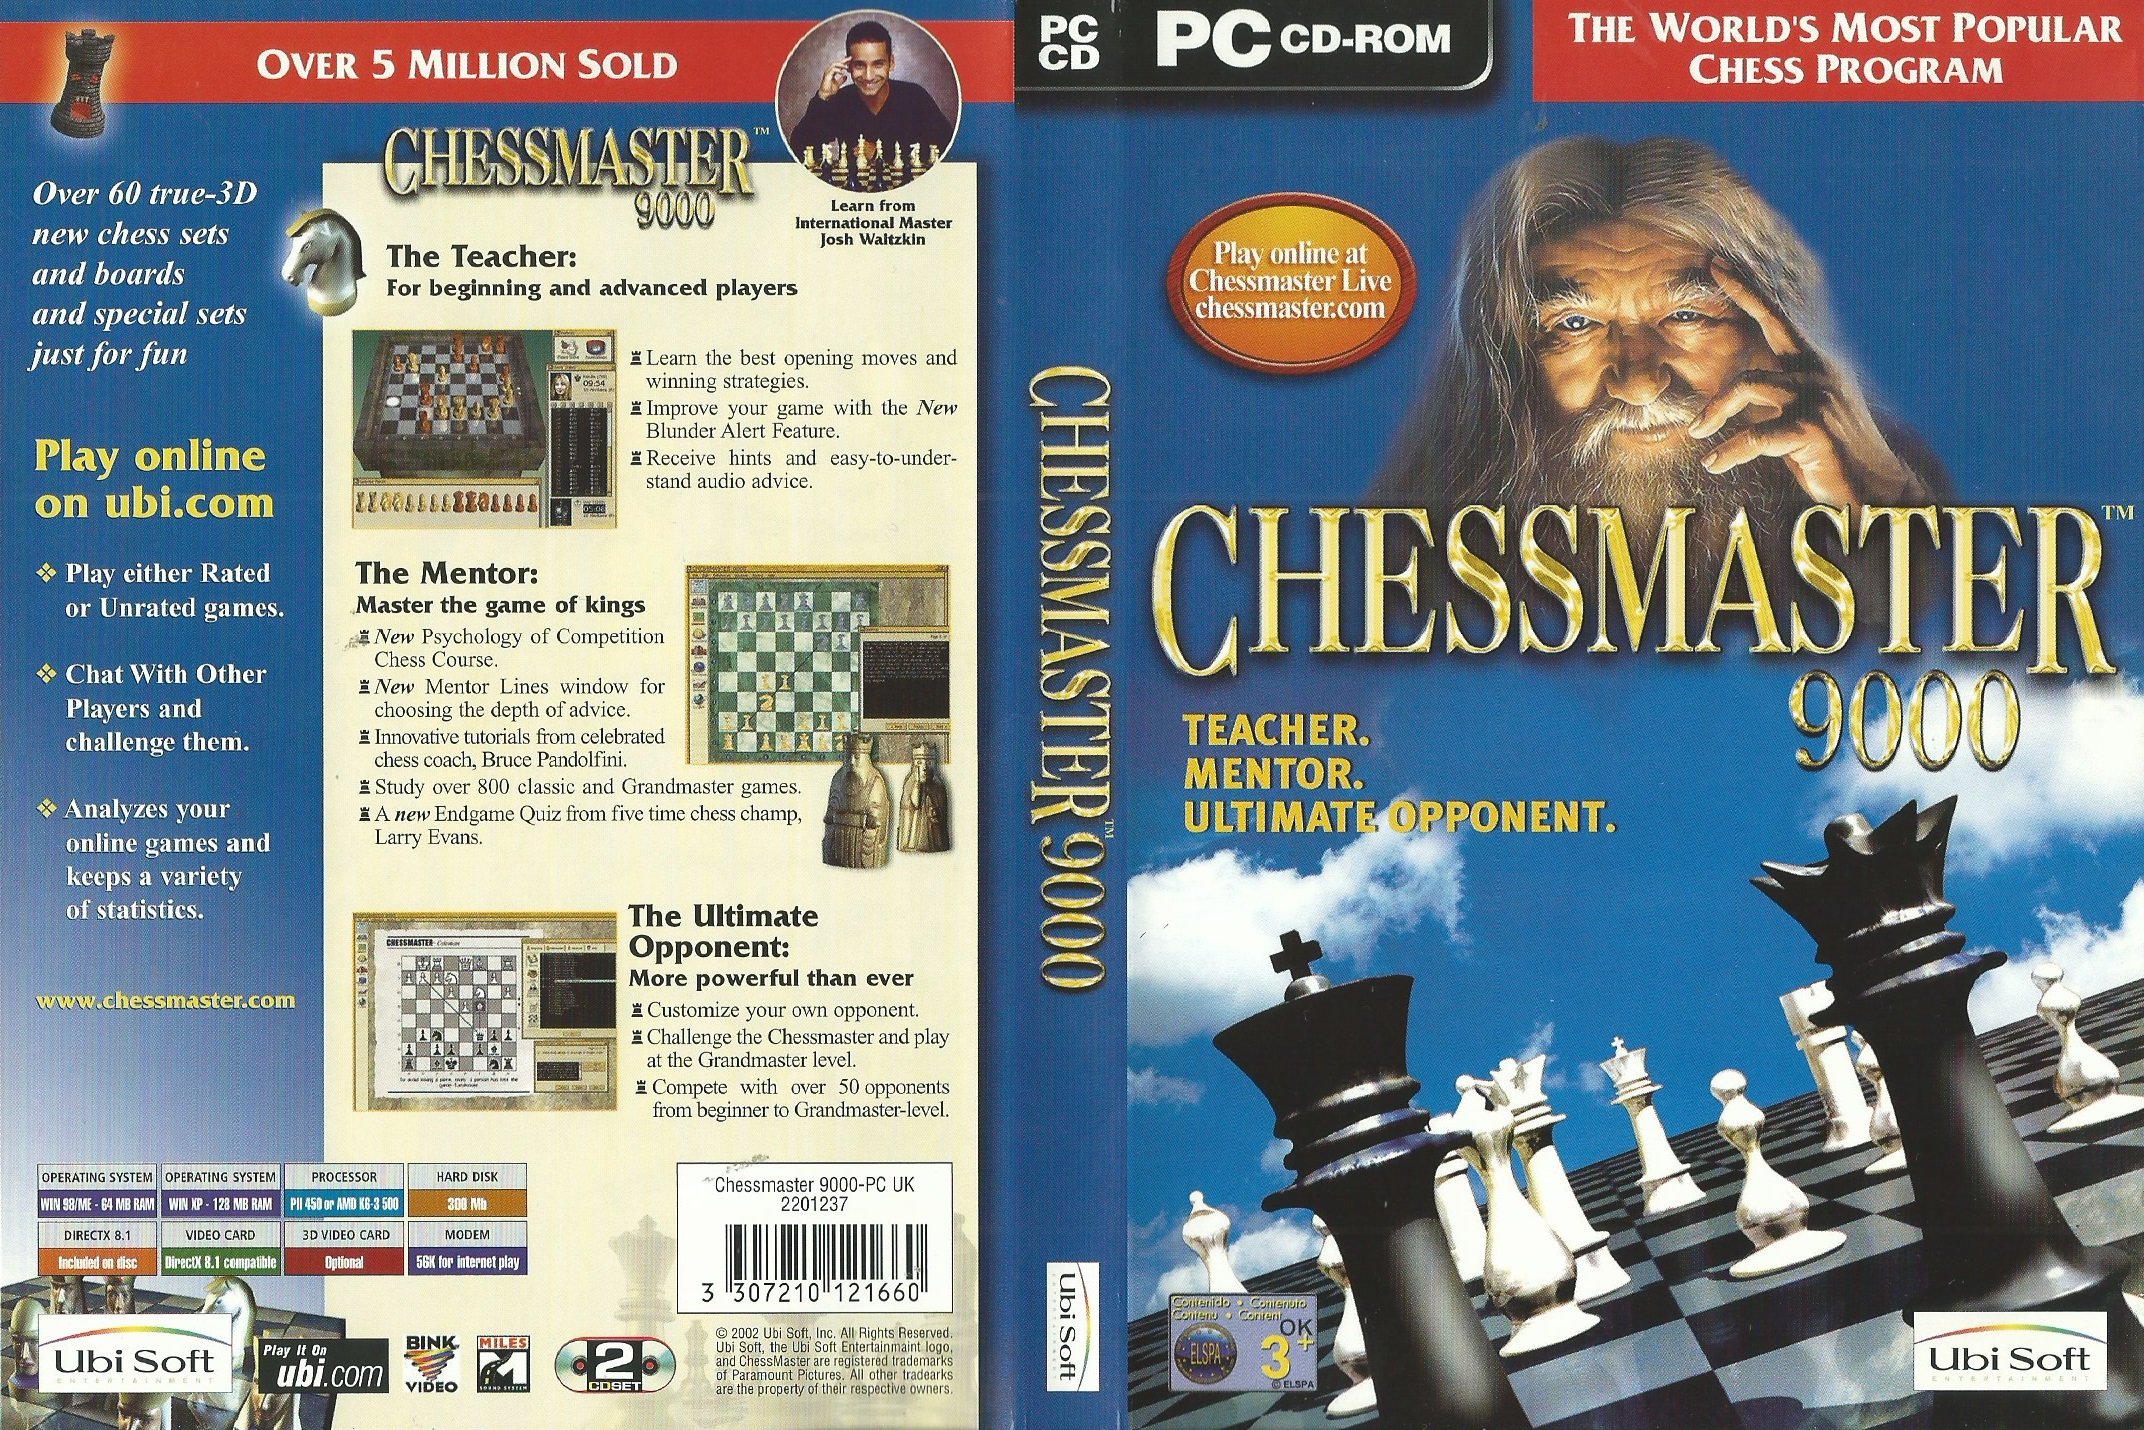 OVER 5 MILLION SOLD
Over 60 true-3D
new chess sets
and boards
and special sets
just for fun
Play online
on ubi.com
Play either Rated
or Unrated games.
Chat With Other
Players and
challenge them.
Analyzes your
online games and
keeps a variety
of statistics.
www.chessmaster.com
CHESSMASTER™
9000
Learn from
International Master
Josh Waltzkin
The Teacher:
For beginning and advanced players
Learn the best opening moves and
winning strategies.
Improve your game with the New
Blunder Alert Feature.
Receive hints and easy-to-under-
stand audio advice.
The Mentor:
Master the game of kings
New Psychology of Competition
Chess Course.
New Mentor Lines window for
choosing the depth of advice.
Innovative tutorials from celebrated
chess coach, Bruce Pandolfini.
Study over 800 classic and Grandmaster games.
A new Endgame Quiz from five time chess champ,
Larry Evans.
CHESSMASTER
The Ultimate
Opponent:
More powerful than ever
Customize your own opponent.
Challenge the Chessmaster and play
at the Grandmaster level.
Compete with over 50 opponents
from beginner to Grandmaster-level.
OPERATING SYSTEM
WIN 98/ME - 64 MB RAM
OPERATING SYSTEM
WIN XP - 128 MB RAM
PROCESSOR
PII 450 or AMD K6-3 500
HARD DISK
300 Mb
DIRECTX 8.1
Included on disc
VIDEO CARD
DirectX 8.1 compatible
3D VIDEO CARD
Optional
MODEM
56K for internet play
Chessmaster 9000-PC UK
2201237
3 307210 121660
Ubi Soft
ENTERTAINMENT
Play It On
ubi.com
BINK
VIDEO
MILES
SOUND SYSTEM
2
CD SET
© 2002 Ubi Soft, Inc. All Rights Reserved.
Ubi Soft, the Ubi Soft Entertainmaint logo,
and ChessMaster are registered trademarks
of Paramount Pictures. All other tradearks
are the property of their respective owners.
PC
CD
CHESSMASTER™ 9000
Ubi Soft
PC CD-ROM
THE WORLD'S MOST POPULAR
CHESS PROGRAM
Play online at
Chessmaster Live
chessmaster.com
CHESSMASTER™
9000
TEACHER.
MENTOR.
ULTIMATE OPPONENT.
Contenido • Contenuto
Contenu • Content
OK
ELSPA
3+
© ELSPA
Ubi Soft
ENTERTAINMENT